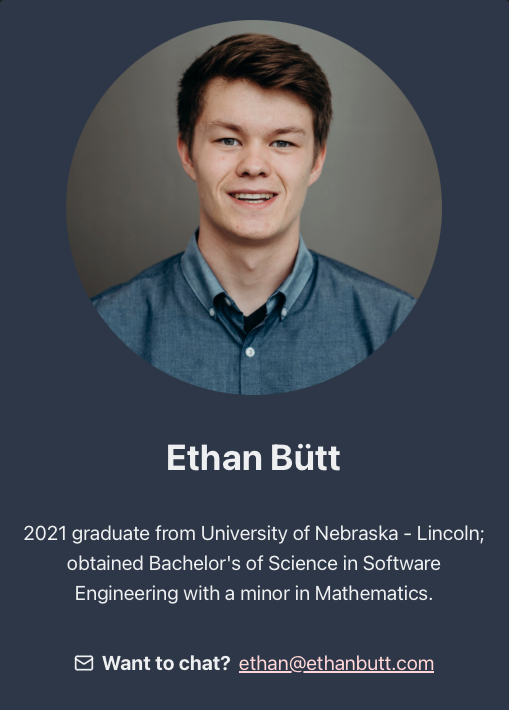 Ethan Bütt
2021 graduate from University of Nebraska - Lincoln;
obtained Bachelor's of Science in Software
Engineering with a minor in Mathematics.
Want to chat? ethan@ethanbutt.com